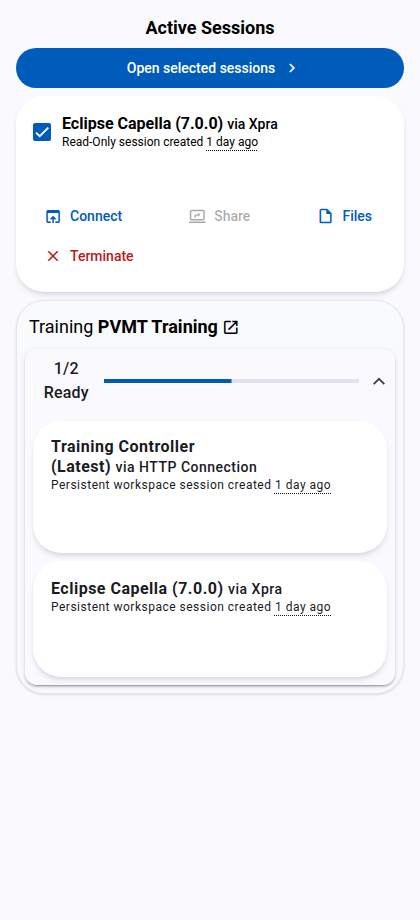 Active Sessions
Open selected sessions
Eclipse Capella (7.0.0) via Xpra
Read-Only session created 1 day ago
Connect
Share
Files
Terminate
Training PVMT Training
1/2
Ready
Training Controller
(Latest) via HTTP Connection
Persistent workspace session created 1 day ago
Eclipse Capella (7.0.0) via Xpra
Persistent workspace session created 1 day ago